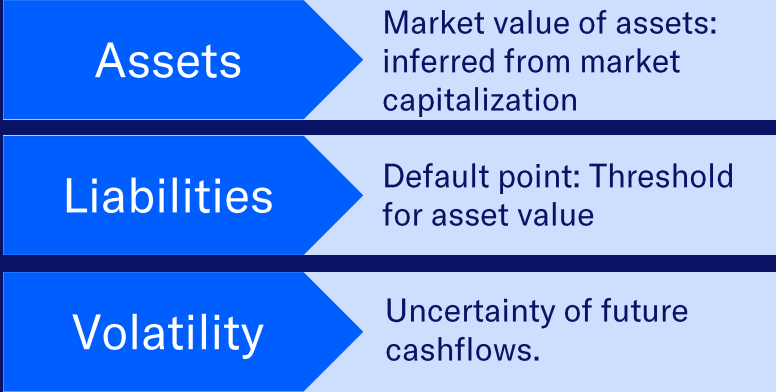 Assets
Market value of assets:
inferred from market
capitalization
Liabilities
Default point: Threshold
for asset value
Volatility
Uncertainty of future
cashflows.